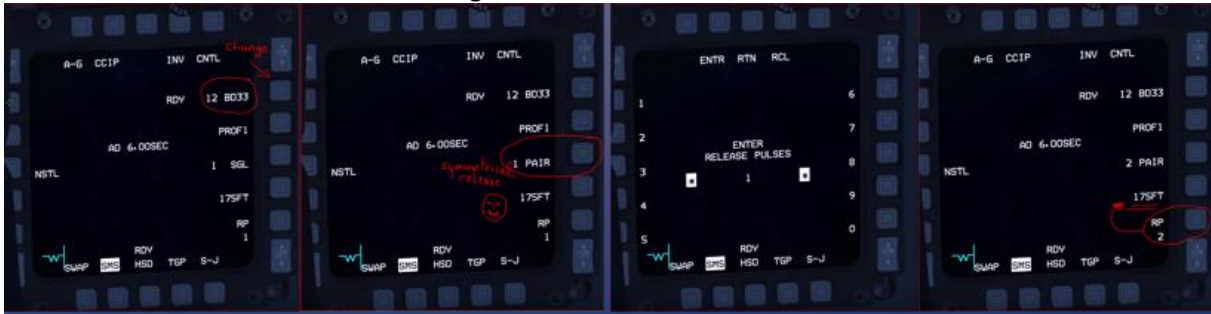 change
A-G CCIP INV CNTL
RDY 12 BD33
PROF1
AD 6.00SEC
1 SGL
NSTL
175FT
RP
1
RDY
SWAP SMS HSD TGP S-J
A-G CCIP INV CNTL
RDY 12 BD33
PROF1
AD 6.00SEC
1 PAIR
symmetrical
release
NSTL
175FT
RP
1
RDY
SWAP SMS HSD TGP S-J
ENTR RTN RCL
1 6
2 7
ENTER
RELEASE PULSES
3 8
* 1 *
4 9
5 0
RDY
SWAP SMS HSD TGP S-J
A-G CCIP INV CNTL
RDY 12 BD33
PROF1
AD 6.00SEC
2 PAIR
NSTL
175FT
RP
2
RDY
SWAP SMS HSD TGP S-J